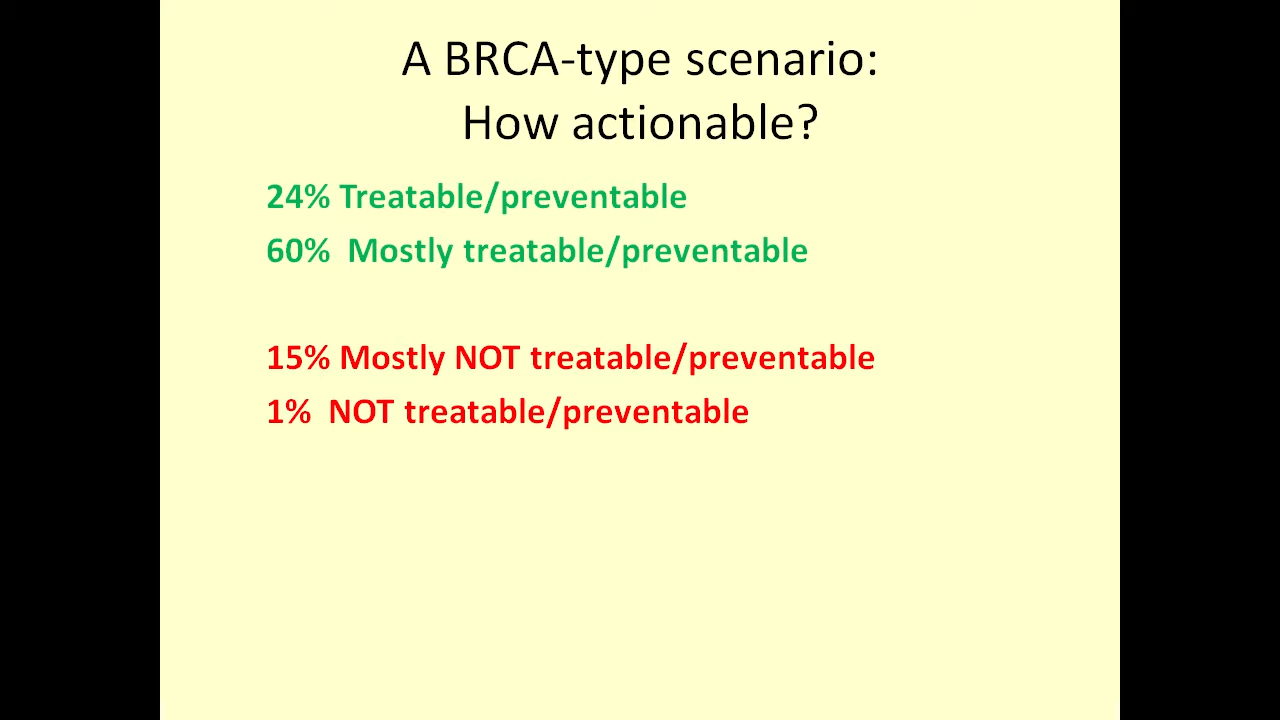 A BRCA-type scenario:
How actionable?
24% Treatable/preventable
60% Mostly treatable/preventable
15% Mostly NOT treatable/preventable
1% NOT treatable/preventable